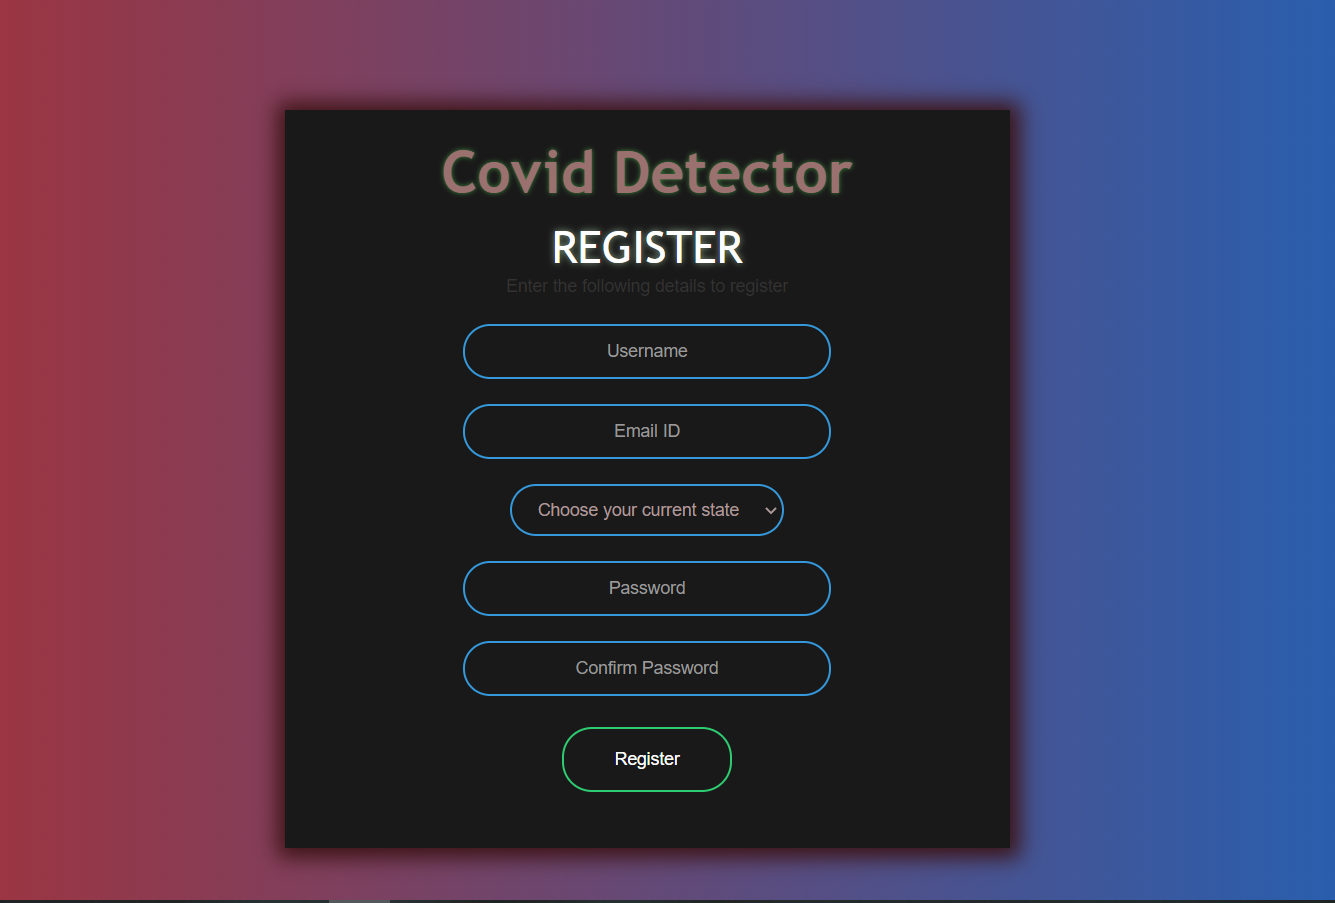 Covid Detector
REGISTER
Enter the following details to register
Username
Email ID
Choose your current state
Password
Confirm Password
Register